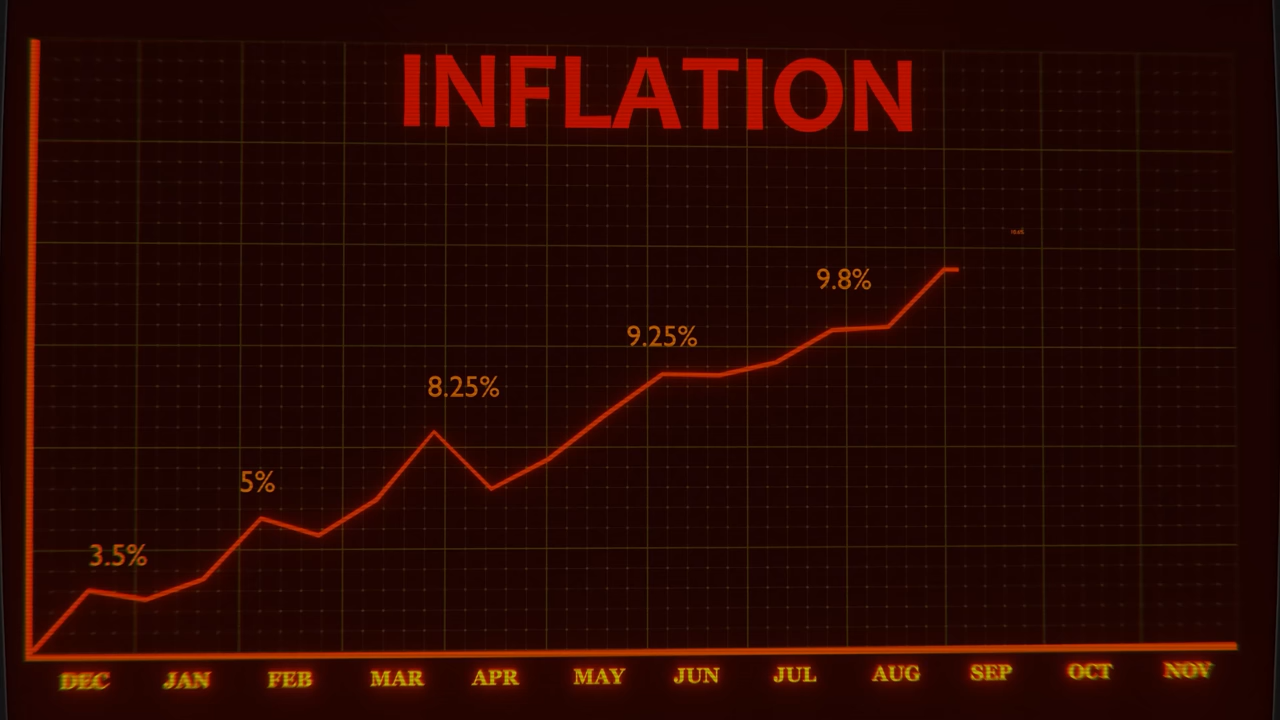 INFLATION
9.8%
9.25%
8.25%
5%
3.5%
DEC JAN FEB MAR APR MAY JUN JUL AUG SEP OCT NOV